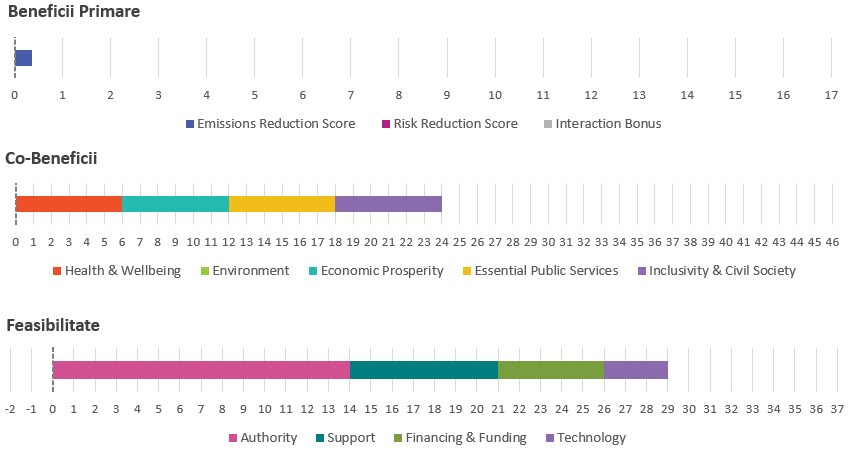 Beneficii Primare
0 1 2 3 4 5 6 7 8 9 10 11 12 13 14 15 16 17
Emissions Reduction Score Risk Reduction Score Interaction Bonus
Co-Beneficii
0 1 2 3 4 5 6 7 8 9 10 11 12 13 14 15 16 17 18 19 20 21 22 23 24 25 26 27 28 29 30 31 32 33 34 35 36 37 38 39 40 41 42 43 44 45 46
Health & Wellbeing Environment Economic Prosperity Essential Public Services Inclusivity & Civil Society
Feasibilitate
-2 -1 0 1 2 3 4 5 6 7 8 9 10 11 12 13 14 15 16 17 18 19 20 21 22 23 24 25 26 27 28 29 30 31 32 33 34 35 36 37
Authority Support Financing & Funding Technology